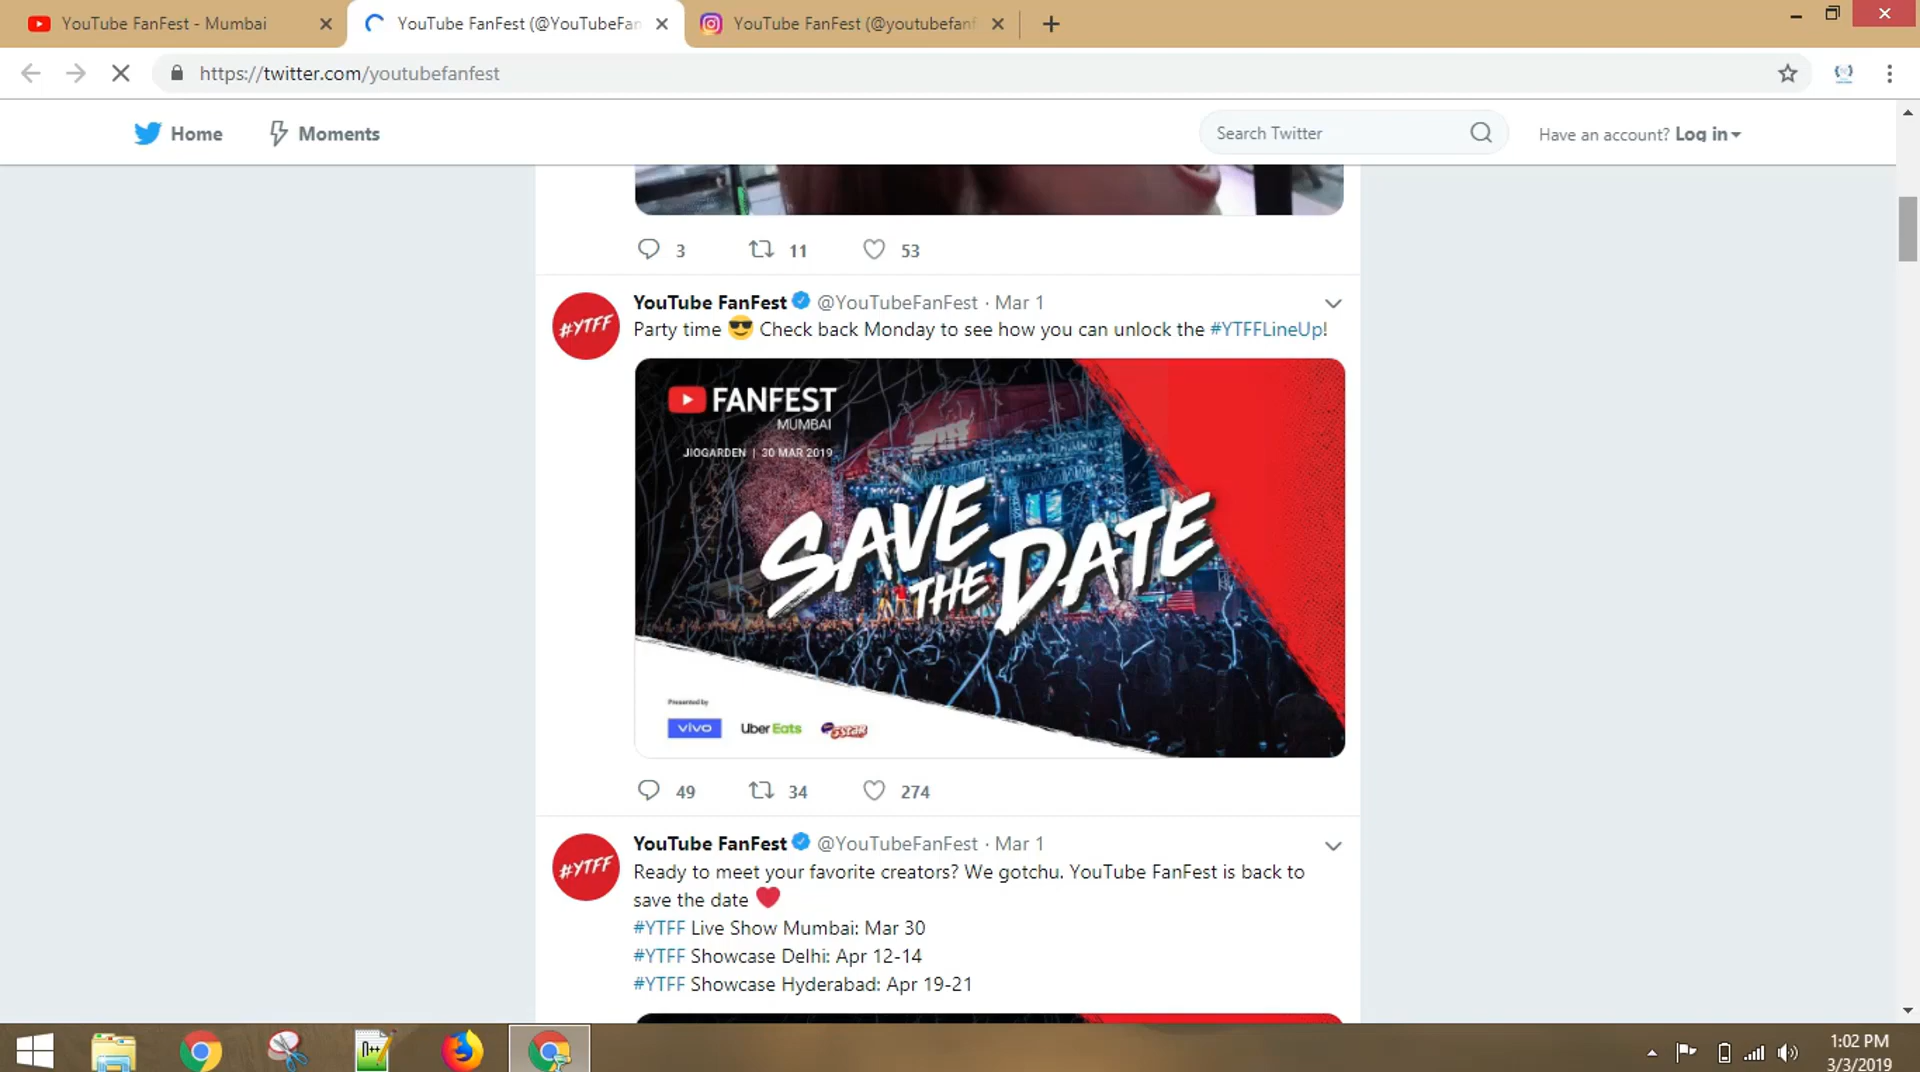 YouTube FanFest - Mumbai
YouTube FanFest (@YouTubeFan
YouTube FanFest (@youtubefanf
https://twitter.com/youtubefanfest
Home
Moments
Search Twitter
Have an account? Log in
3
11
53
#YTFF
YouTube FanFest @YouTubeFanFest · Mar 1
Party time 😎 Check back Monday to see how you can unlock the #YTFFLineUp!
FANFEST
MUMBAI
JIOGARDEN | 30 MAR 2019
SAVE
THE DATE
Presented by
vivo
Uber Eats
5Star
49
34
274
#YTFF
YouTube FanFest @YouTubeFanFest · Mar 1
Ready to meet your favorite creators? We gotchu. YouTube FanFest is back to
save the date ❤
#YTFF Live Show Mumbai: Mar 30
#YTFF Showcase Delhi: Apr 12-14
#YTFF Showcase Hyderabad: Apr 19-21
1:02 PM
3/3/2019